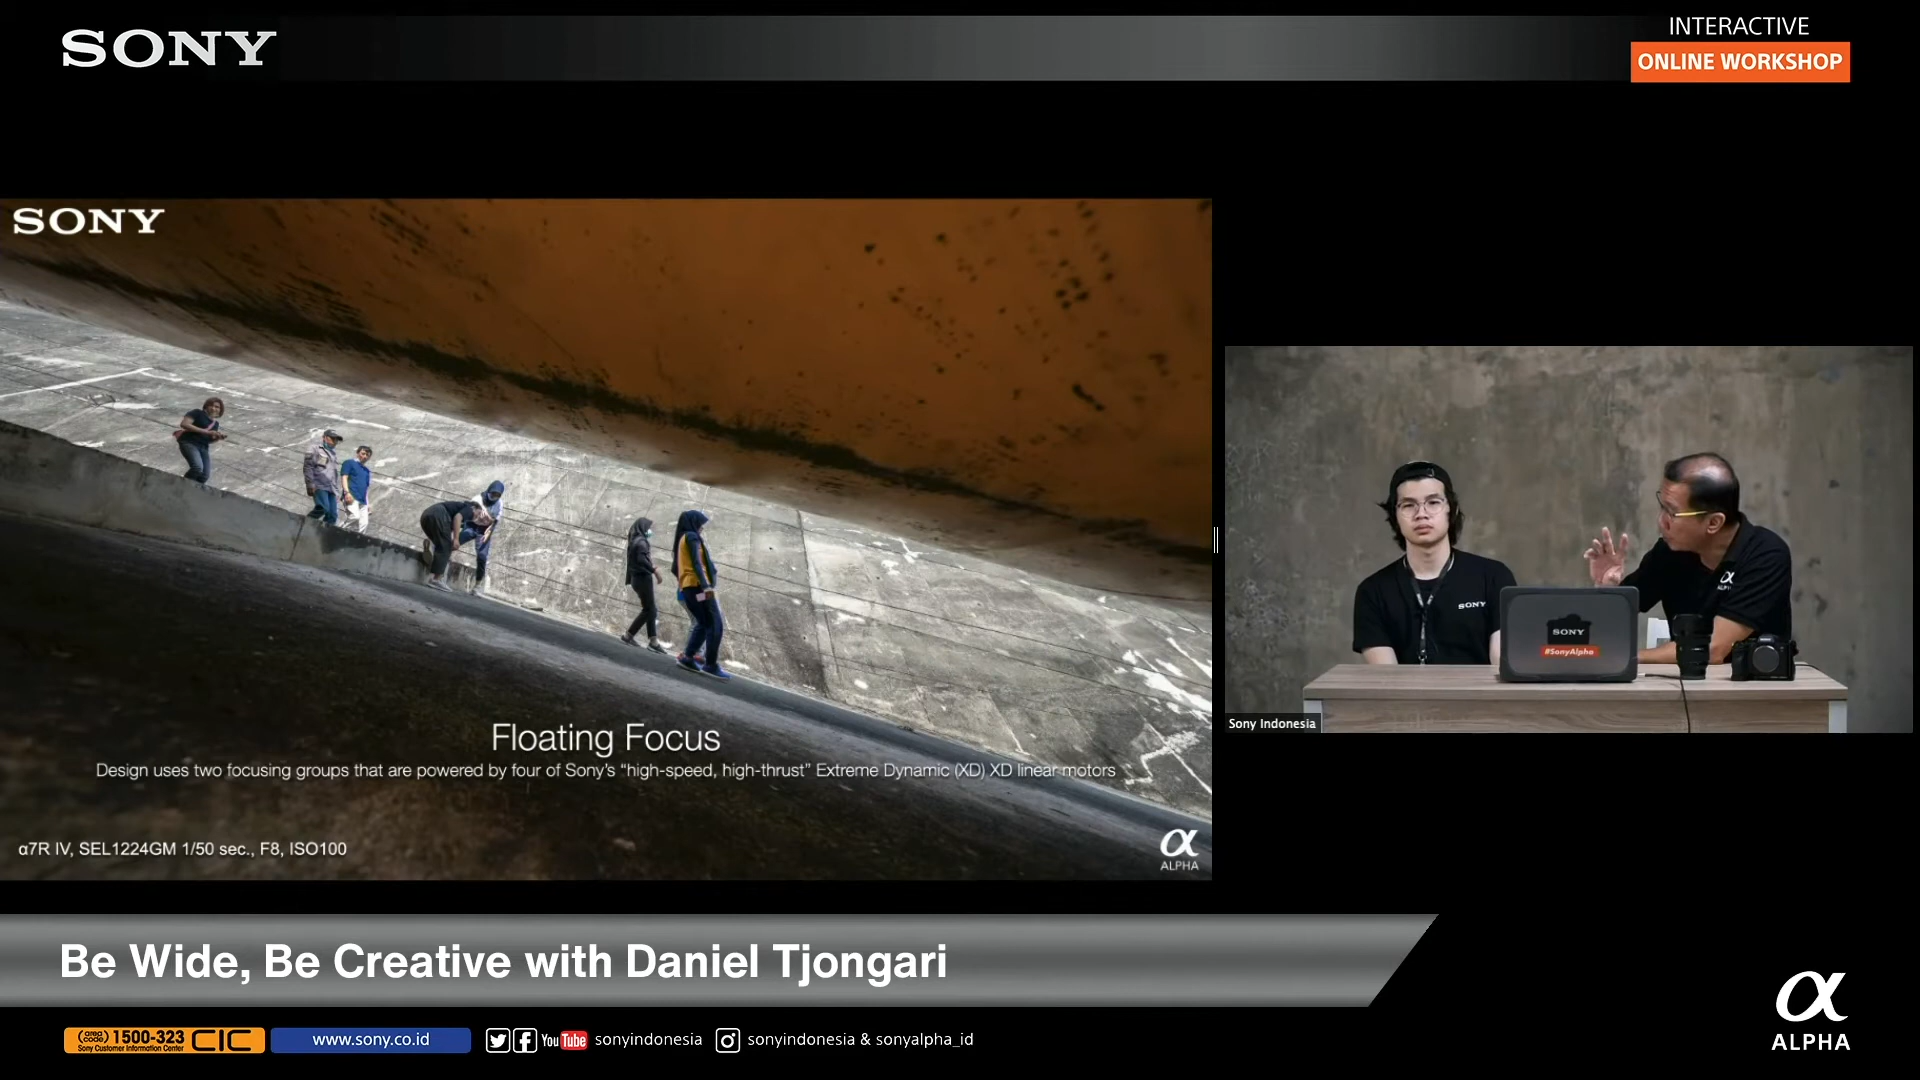 SONY
INTERACTIVE
ONLINE WORKSHOP
SONY
Floating Focus
Design uses two focusing groups that are powered by four of Sony's “high-speed, high-thrust” Extreme Dynamic (XD) XD linear motors
α7R IV, SEL1224GM 1/50 sec., F8, ISO100
α
ALPHA
SONY
α
ALPHA
SONY
#SonyAlpha
Sony Indonesia
Be Wide, Be Creative with Daniel Tjongari
(area code) 1500-323 CIC
Sony Customer Information Center
www.sony.co.id
You Tube sonyindonesia
sonyindonesia & sonyalpha_id
α
ALPHA